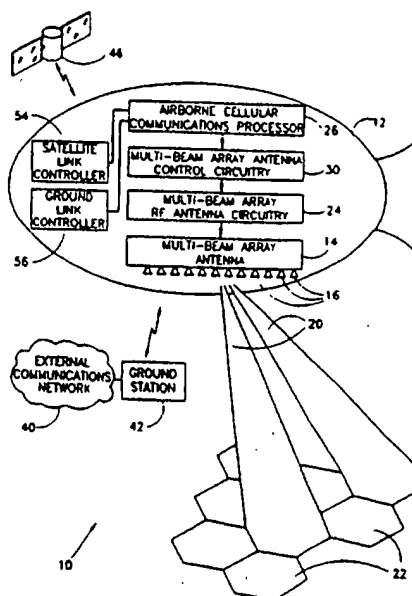 44
54
12
AIRBORNE CELLULAR
COMMUNICATIONS PROCESSOR
26
SATELLITE
LINK
CONTROLLER
MULTI-BEAM ARRAY ANTENNA
CONTROL CIRCUITRY
30
GROUND LINK
CONTROLLER
MULTI-BEAM ARRAY
RF ANTENNA CIRCUITRY
24
56
MULTI-BEAM ARRAY
ANTENNA
14
16
20
EXTERNAL
COMMUNICATIONS
NETWORK
GROUND
STATION
40
42
10
22